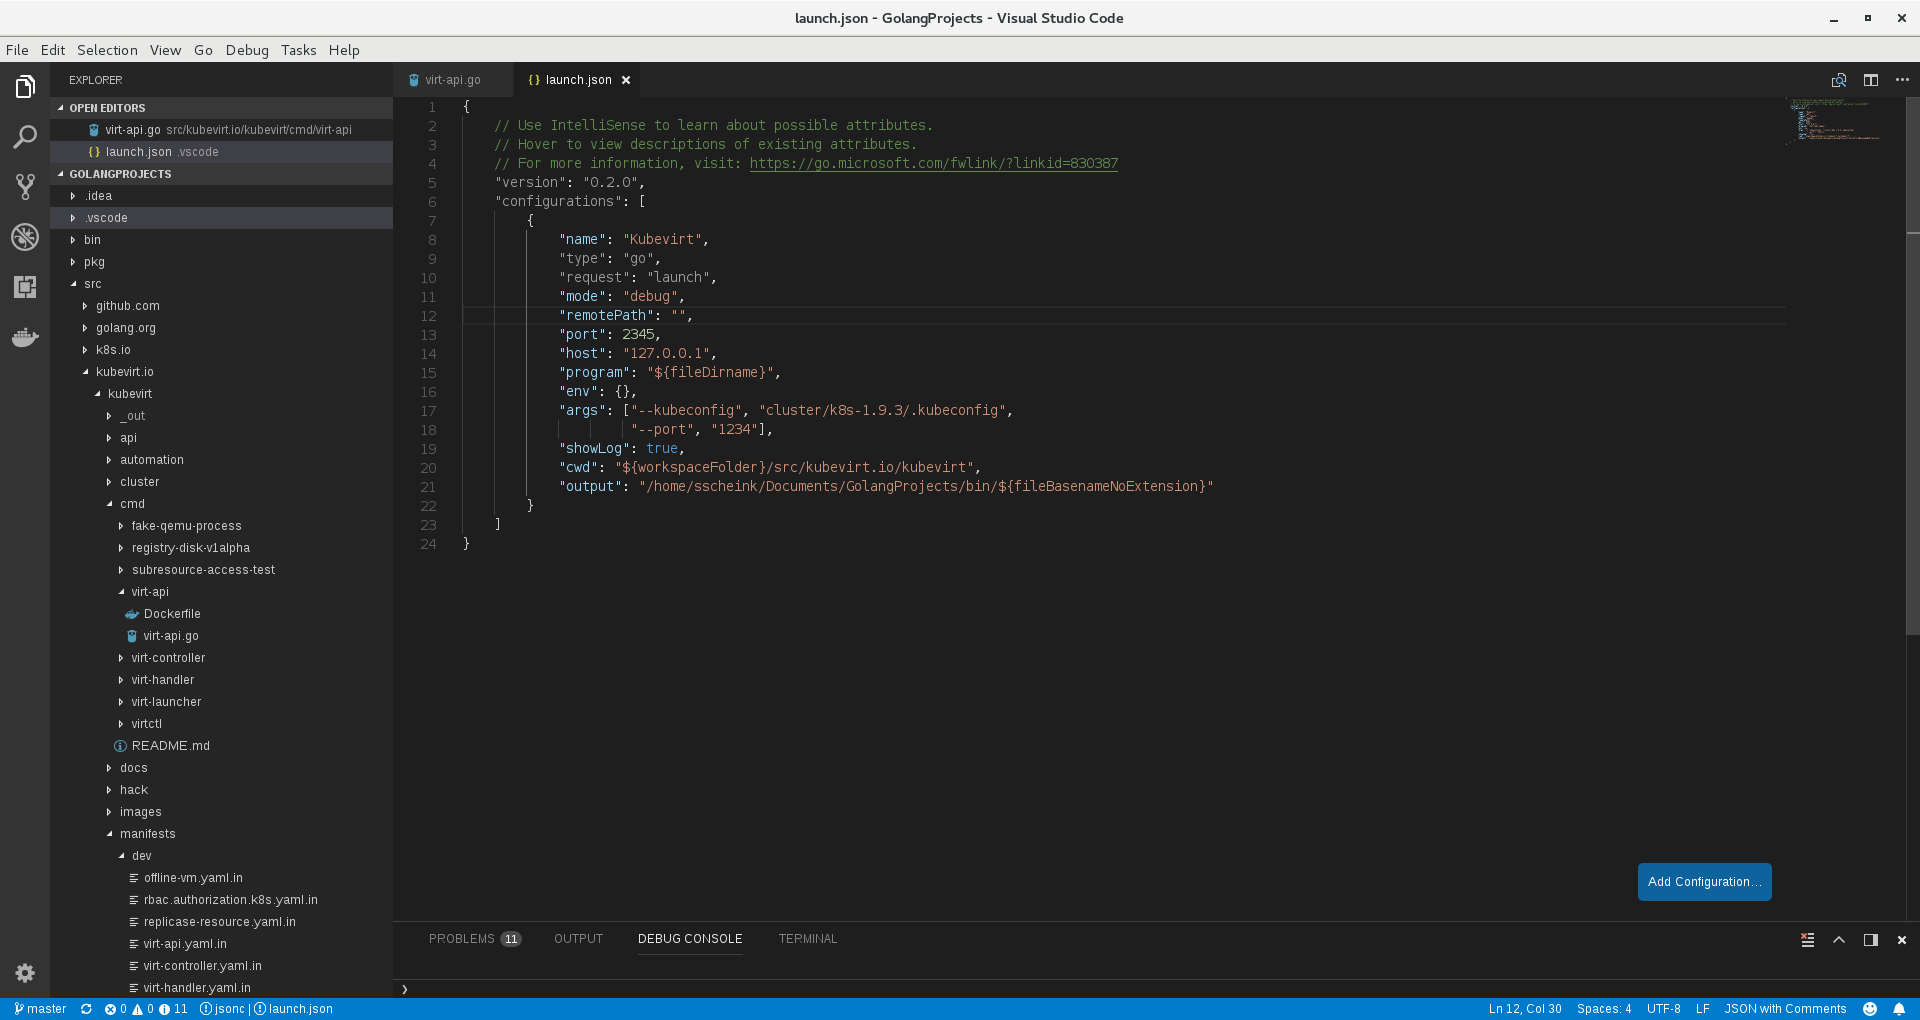 launch.json - GolangProjects - Visual Studio Code
File Edit Selection View Go Debug Tasks Help
EXPLORER
OPEN EDITORS
virt-api.go src/kubevirt.io/kubevirt/cmd/virt-api
{ } launch.json .vscode
GOLANGPROJECTS
.idea
.vscode
bin
pkg
src
github.com
golang.org
k8s.io
kubevirt.io
kubevirt
_out
api
automation
cluster
cmd
fake-qemu-process
registry-disk-v1alpha
subresource-access-test
virt-api
Dockerfile
virt-api.go
virt-controller
virt-handler
virt-launcher
virtctl
README.md
docs
hack
images
manifests
dev
offline-vm.yaml.in
rbac.authorization.k8s.yaml.in
replicase-resource.yaml.in
virt-api.yaml.in
virt-controller.yaml.in
virt-handler.yaml.in
virt-api.go { } launch.json
1 {
2 // Use IntelliSense to learn about possible attributes.
3 // Hover to view descriptions of existing attributes.
4 // For more information, visit: https://go.microsoft.com/fwlink/?linkid=830387
5 "version": "0.2.0",
6 "configurations": [
7 {
8 "name": "Kubevirt",
9 "type": "go",
10 "request": "launch",
11 "mode": "debug",
12 "remotePath": "",
13 "port": 2345,
14 "host": "127.0.0.1",
15 "program": "${fileDirname}",
16 "env": {},
17 "args": ["--kubeconfig", "cluster/k8s-1.9.3/.kubeconfig",
18 "--port", "1234"],
19 "showLog": true,
20 "cwd": "${workspaceFolder}/src/kubevirt.io/kubevirt",
21 "output": "/home/sscheink/Documents/GolangProjects/bin/${fileBasenameNoExtension}"
22 }
23 ]
24 }
Add Configuration...
PROBLEMS 11 OUTPUT DEBUG CONSOLE TERMINAL
master 0 0 11 jsonc | launch.json Ln 12, Col 30 Spaces: 4 UTF-8 LF JSON with Comments